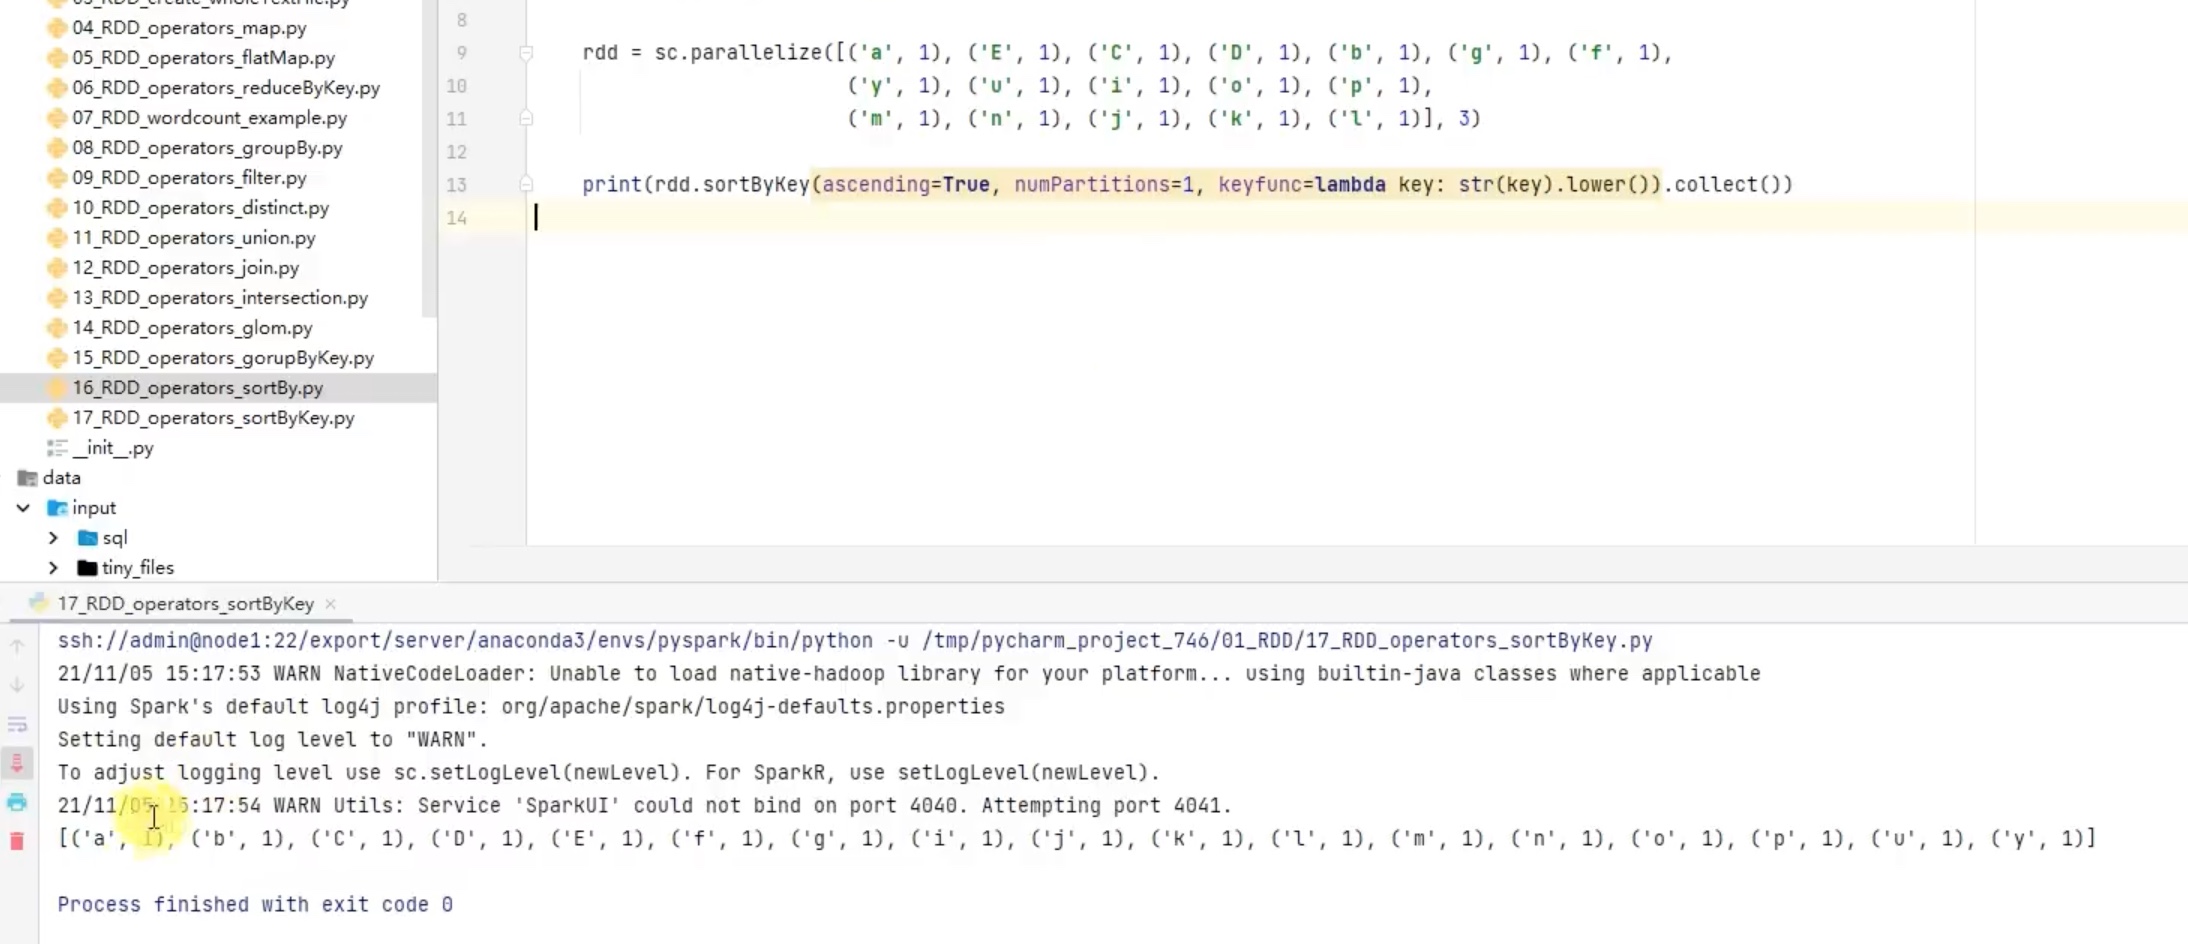 03_RDD_create_wholeTextFile.py
04_RDD_operators_map.py
05_RDD_operators_flatMap.py
06_RDD_operators_reduceByKey.py
07_RDD_wordcount_example.py
08_RDD_operators_groupBy.py
09_RDD_operators_filter.py
10_RDD_operators_distinct.py
11_RDD_operators_union.py
12_RDD_operators_join.py
13_RDD_operators_intersection.py
14_RDD_operators_glom.py
15_RDD_operators_gorupByKey.py
16_RDD_operators_sortBy.py
17_RDD_operators_sortByKey.py
__init__.py
data
input
sql
tiny_files
8
9 rdd = sc.parallelize([('a', 1), ('E', 1), ('C', 1), ('D', 1), ('b', 1), ('g', 1), ('f', 1),
10 ('y', 1), ('u', 1), ('i', 1), ('o', 1), ('p', 1),
11 ('m', 1), ('n', 1), ('j', 1), ('k', 1), ('l', 1)], 3)
12
13 print(rdd.sortByKey(ascending=True, numPartitions=1, keyfunc=lambda key: str(key).lower()).collect())
14
17_RDD_operators_sortByKey
ssh://admin@node1:22/export/server/anaconda3/envs/pyspark/bin/python -u /tmp/pycharm_project_746/01_RDD/17_RDD_operators_sortByKey.py
21/11/05 15:17:53 WARN NativeCodeLoader: Unable to load native-hadoop library for your platform... using builtin-java classes where applicable
Using Spark's default log4j profile: org/apache/spark/log4j-defaults.properties
Setting default log level to "WARN".
To adjust logging level use sc.setLogLevel(newLevel). For SparkR, use setLogLevel(newLevel).
21/11/05 15:17:54 WARN Utils: Service 'SparkUI' could not bind on port 4040. Attempting port 4041.
[('a', 1), ('b', 1), ('C', 1), ('D', 1), ('E', 1), ('f', 1), ('g', 1), ('i', 1), ('j', 1), ('k', 1), ('l', 1), ('m', 1), ('n', 1), ('o', 1), ('p', 1), ('u', 1), ('y', 1)]
Process finished with exit code 0